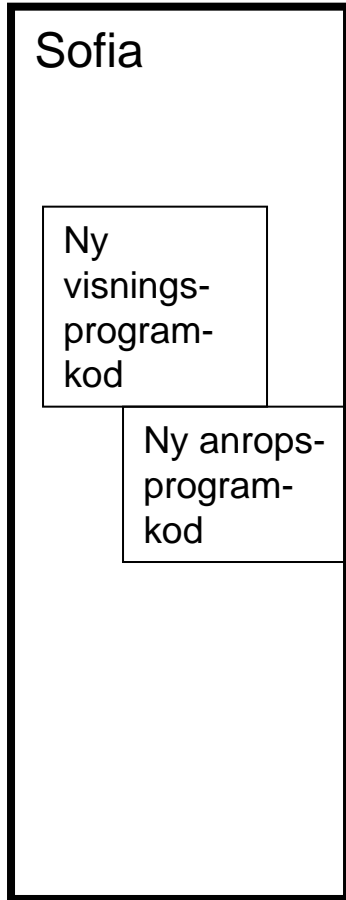 Sofia
Ny
visnings-
program-
kod
Ny anrops-
program-
kod